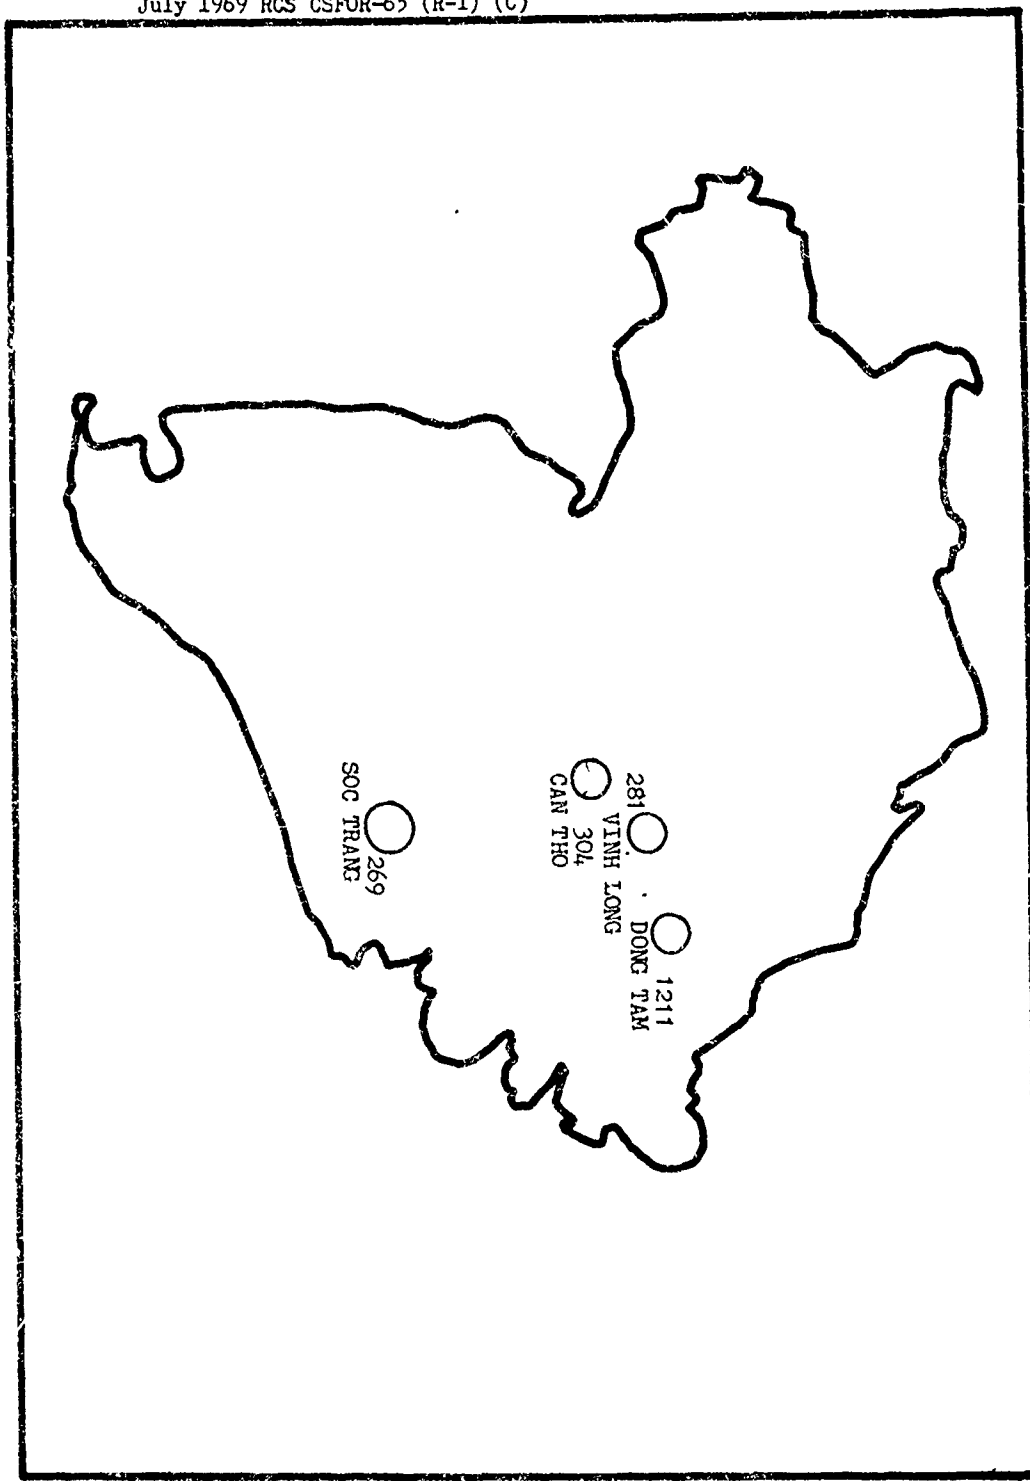 July 1969 RCS CSFOR-65 (R-1) (C)
1211
DONG TAM
281
VINH LONG
304
CAN THO
269
SOC TRANG